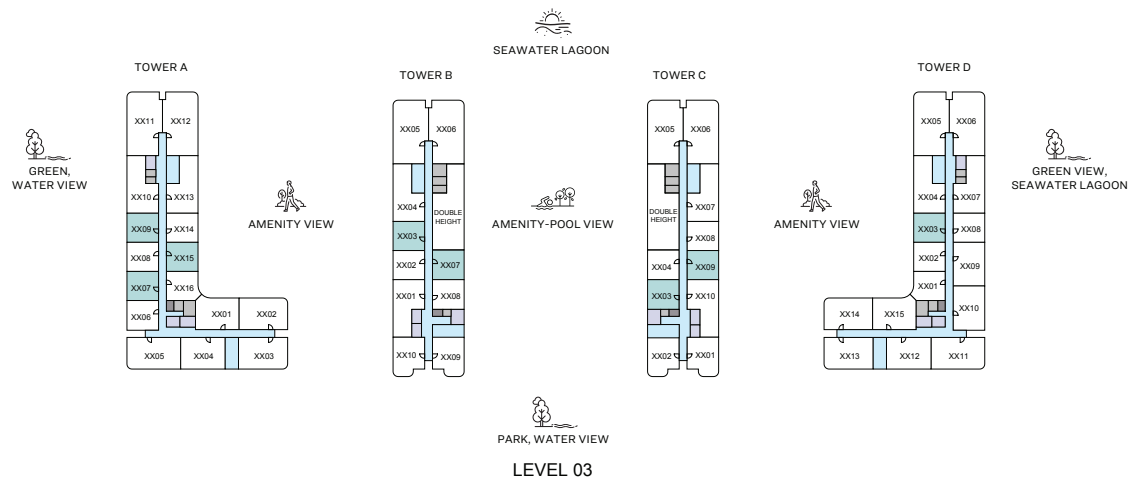 SEAWATER LAGOON
TOWER A
TOWER B
TOWER C
TOWER D
GREEN,
WATER VIEW
AMENITY VIEW
AMENITY-POOL VIEW
AMENITY VIEW
GREEN VIEW,
SEAWATER LAGOON
XX11 XX12
XX10 XX13
XX09 XX14
XX08 XX15
XX07 XX16
XX06 XX01 XX02
XX05 XX04 XX03
XX05 XX06
XX04 DOUBLE
HEIGHT
XX03
XX02 XX07
XX01 XX08
XX10 XX09
XX05 XX06
DOUBLE
HEIGHT
XX07
XX08
XX04 XX09
XX03 XX10
XX02 XX01
XX05 XX06
XX04 XX07
XX03 XX08
XX02 XX09
XX01
XX10
XX14 XX15
XX13 XX12 XX11
PARK, WATER VIEW
LEVEL 03